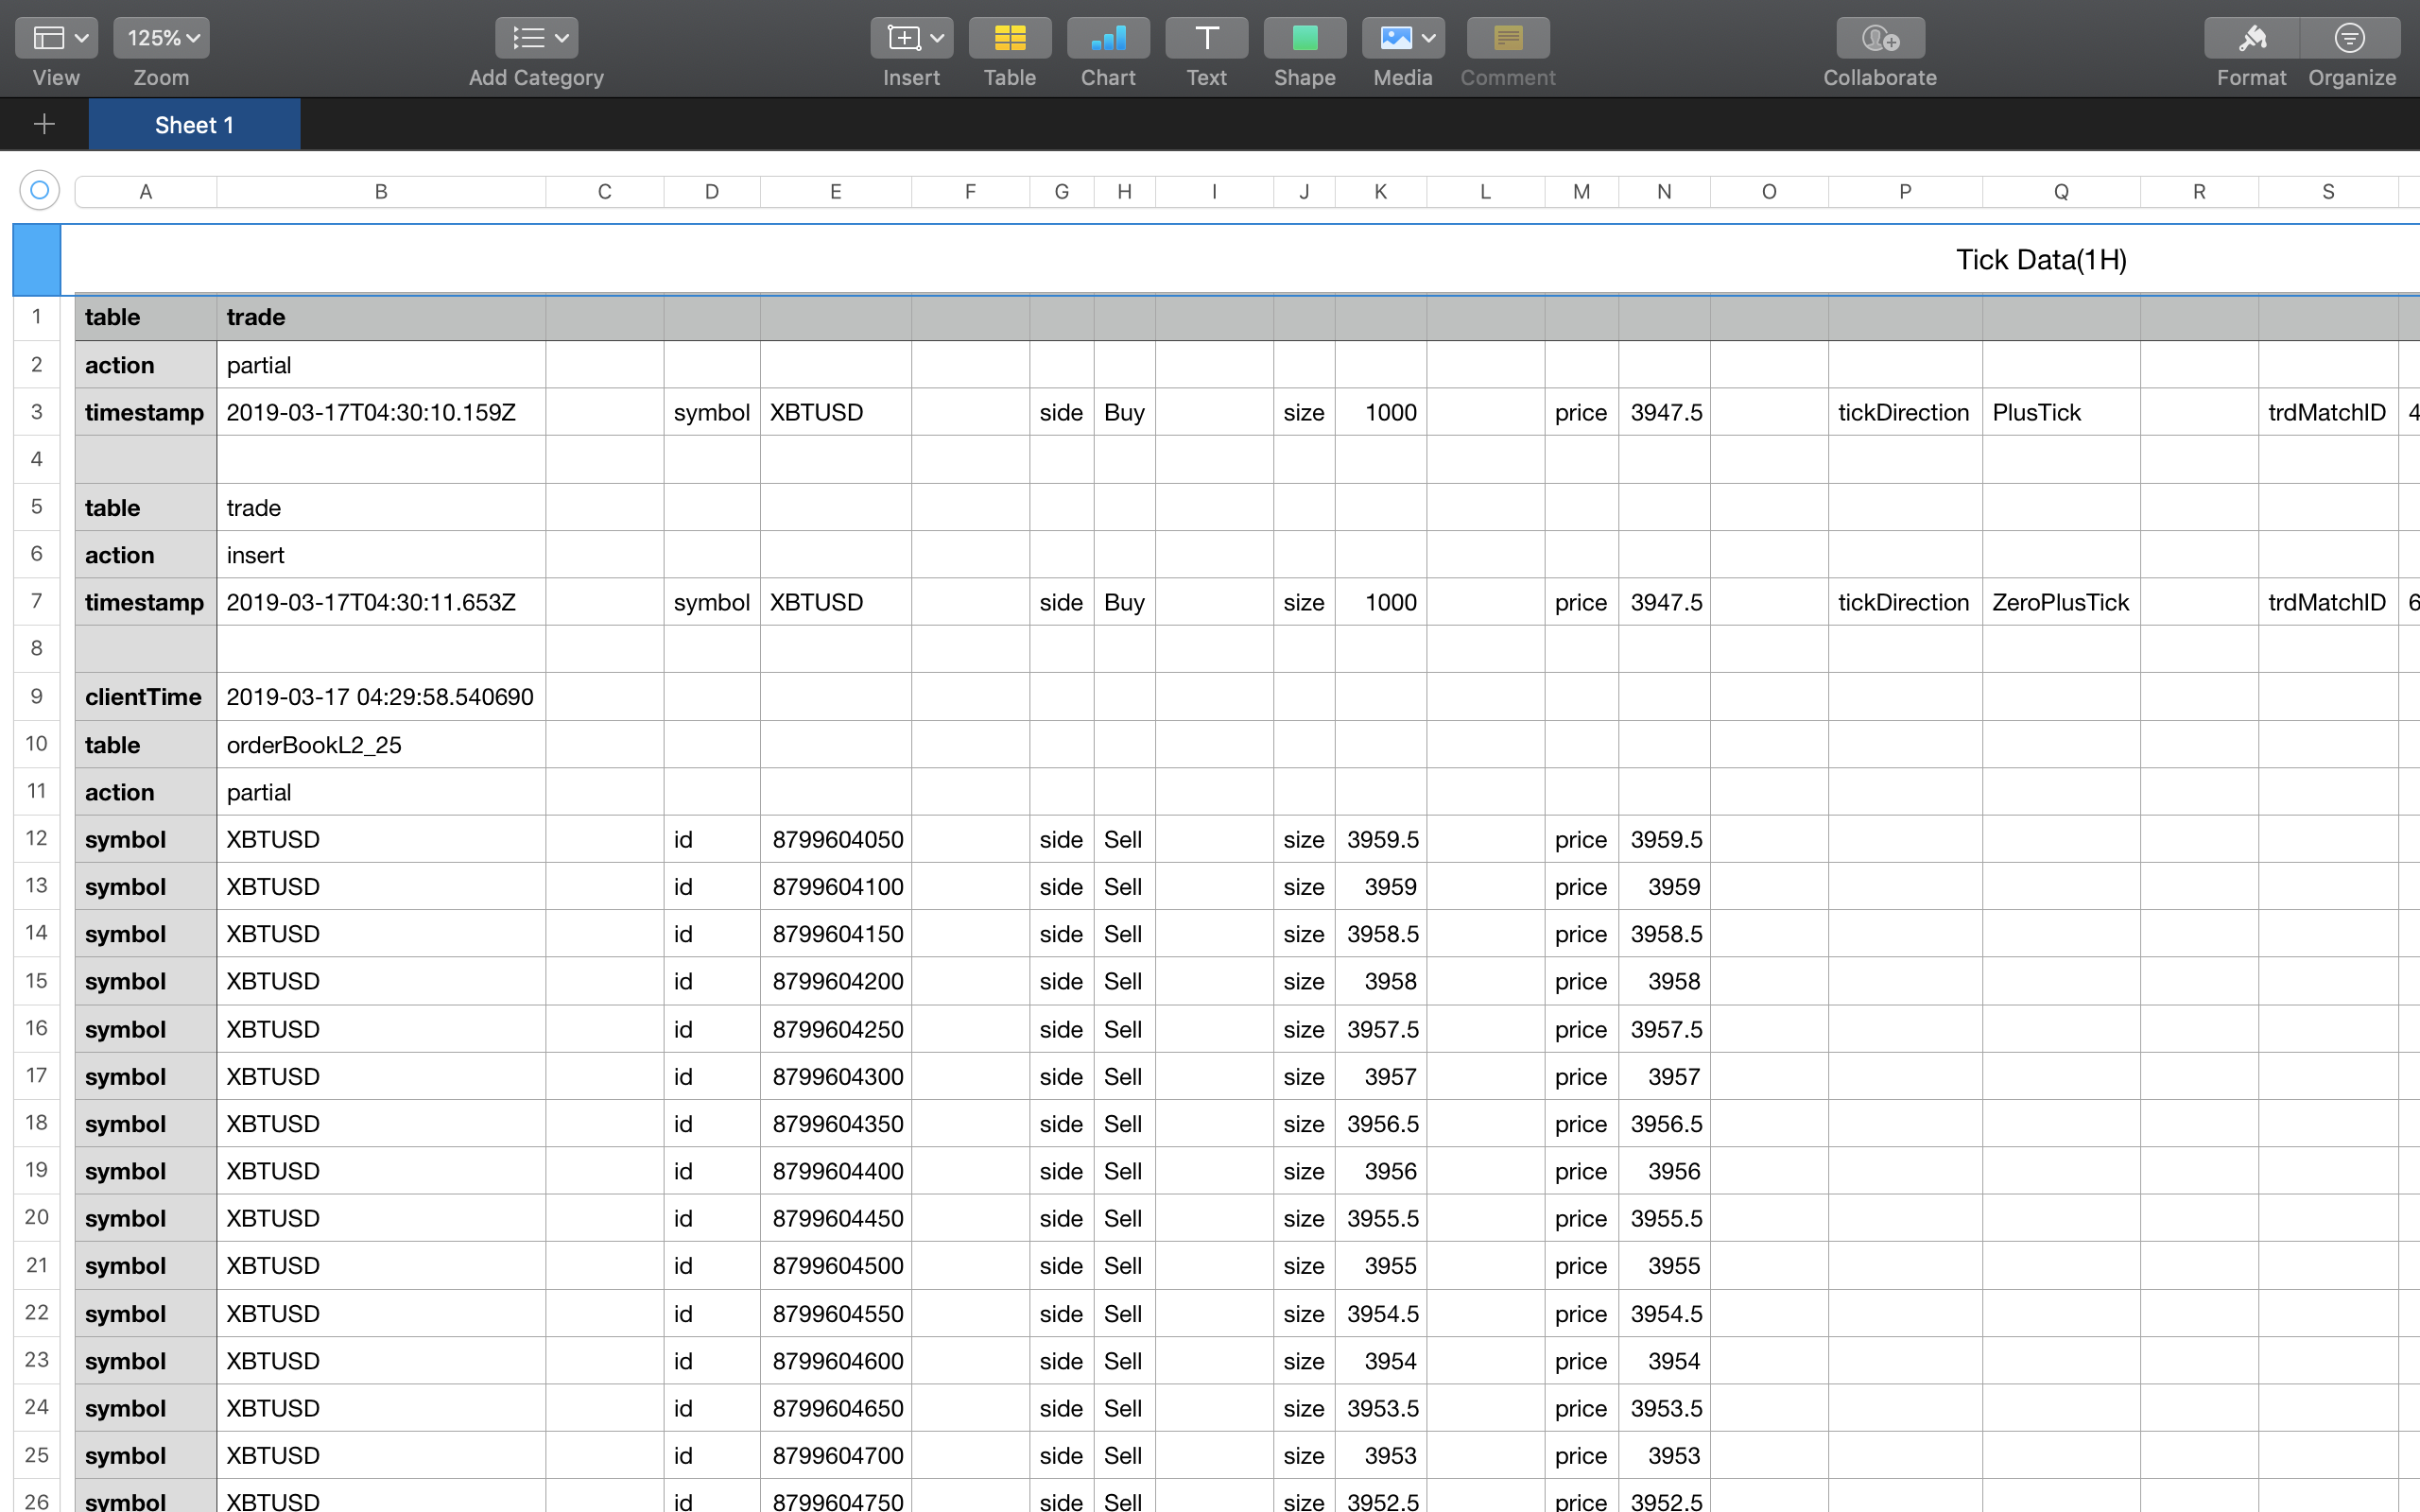 125%
View Zoom Add Category Insert Table Chart Text Shape Media Comment Collaborate Format Organize
Sheet 1
A B C D E F G H I J K L M N O P Q R S
Tick Data(1H)
1 table trade
2 action partial
3 timestamp 2019-03-17T04:30:10.159Z symbol XBTUSD side Buy size 1000 price 3947.5 tickDirection PlusTick trdMatchID 4
4
5 table trade
6 action insert
7 timestamp 2019-03-17T04:30:11.653Z symbol XBTUSD side Buy size 1000 price 3947.5 tickDirection ZeroPlusTick trdMatchID 6
8
9 clientTime 2019-03-17 04:29:58.540690
10 table orderBookL2_25
11 action partial
12 symbol XBTUSD id 8799604050 side Sell size 3959.5 price 3959.5
13 symbol XBTUSD id 8799604100 side Sell size 3959 price 3959
14 symbol XBTUSD id 8799604150 side Sell size 3958.5 price 3958.5
15 symbol XBTUSD id 8799604200 side Sell size 3958 price 3958
16 symbol XBTUSD id 8799604250 side Sell size 3957.5 price 3957.5
17 symbol XBTUSD id 8799604300 side Sell size 3957 price 3957
18 symbol XBTUSD id 8799604350 side Sell size 3956.5 price 3956.5
19 symbol XBTUSD id 8799604400 side Sell size 3956 price 3956
20 symbol XBTUSD id 8799604450 side Sell size 3955.5 price 3955.5
21 symbol XBTUSD id 8799604500 side Sell size 3955 price 3955
22 symbol XBTUSD id 8799604550 side Sell size 3954.5 price 3954.5
23 symbol XBTUSD id 8799604600 side Sell size 3954 price 3954
24 symbol XBTUSD id 8799604650 side Sell size 3953.5 price 3953.5
25 symbol XBTUSD id 8799604700 side Sell size 3953 price 3953
26 symbol XBTUSD id 8799604750 side Sell size 3952.5 price 3952.5